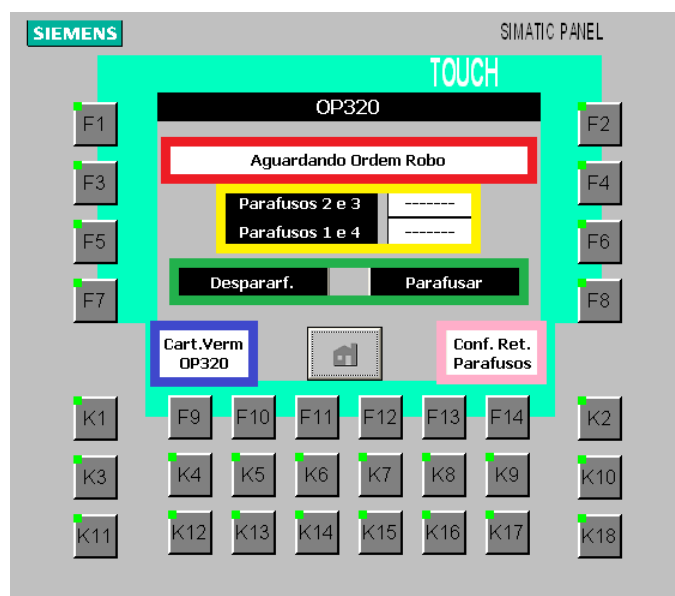 SIEMENS
SIMATIC PANEL
TOUCH
OP320
F1
F2
Aguardando Ordem Robo
F3
F4
Parafusos 2 e 3 -------
Parafusos 1 e 4 -------
F5
F6
Despararf. Parafusar
F7
F8
Cart.Verm
OP320
Conf. Ret.
Parafusos
K1 F9 F10 F11 F12 F13 F14 K2
K3 K4 K5 K6 K7 K8 K9 K10
K11 K12 K13 K14 K15 K16 K17 K18